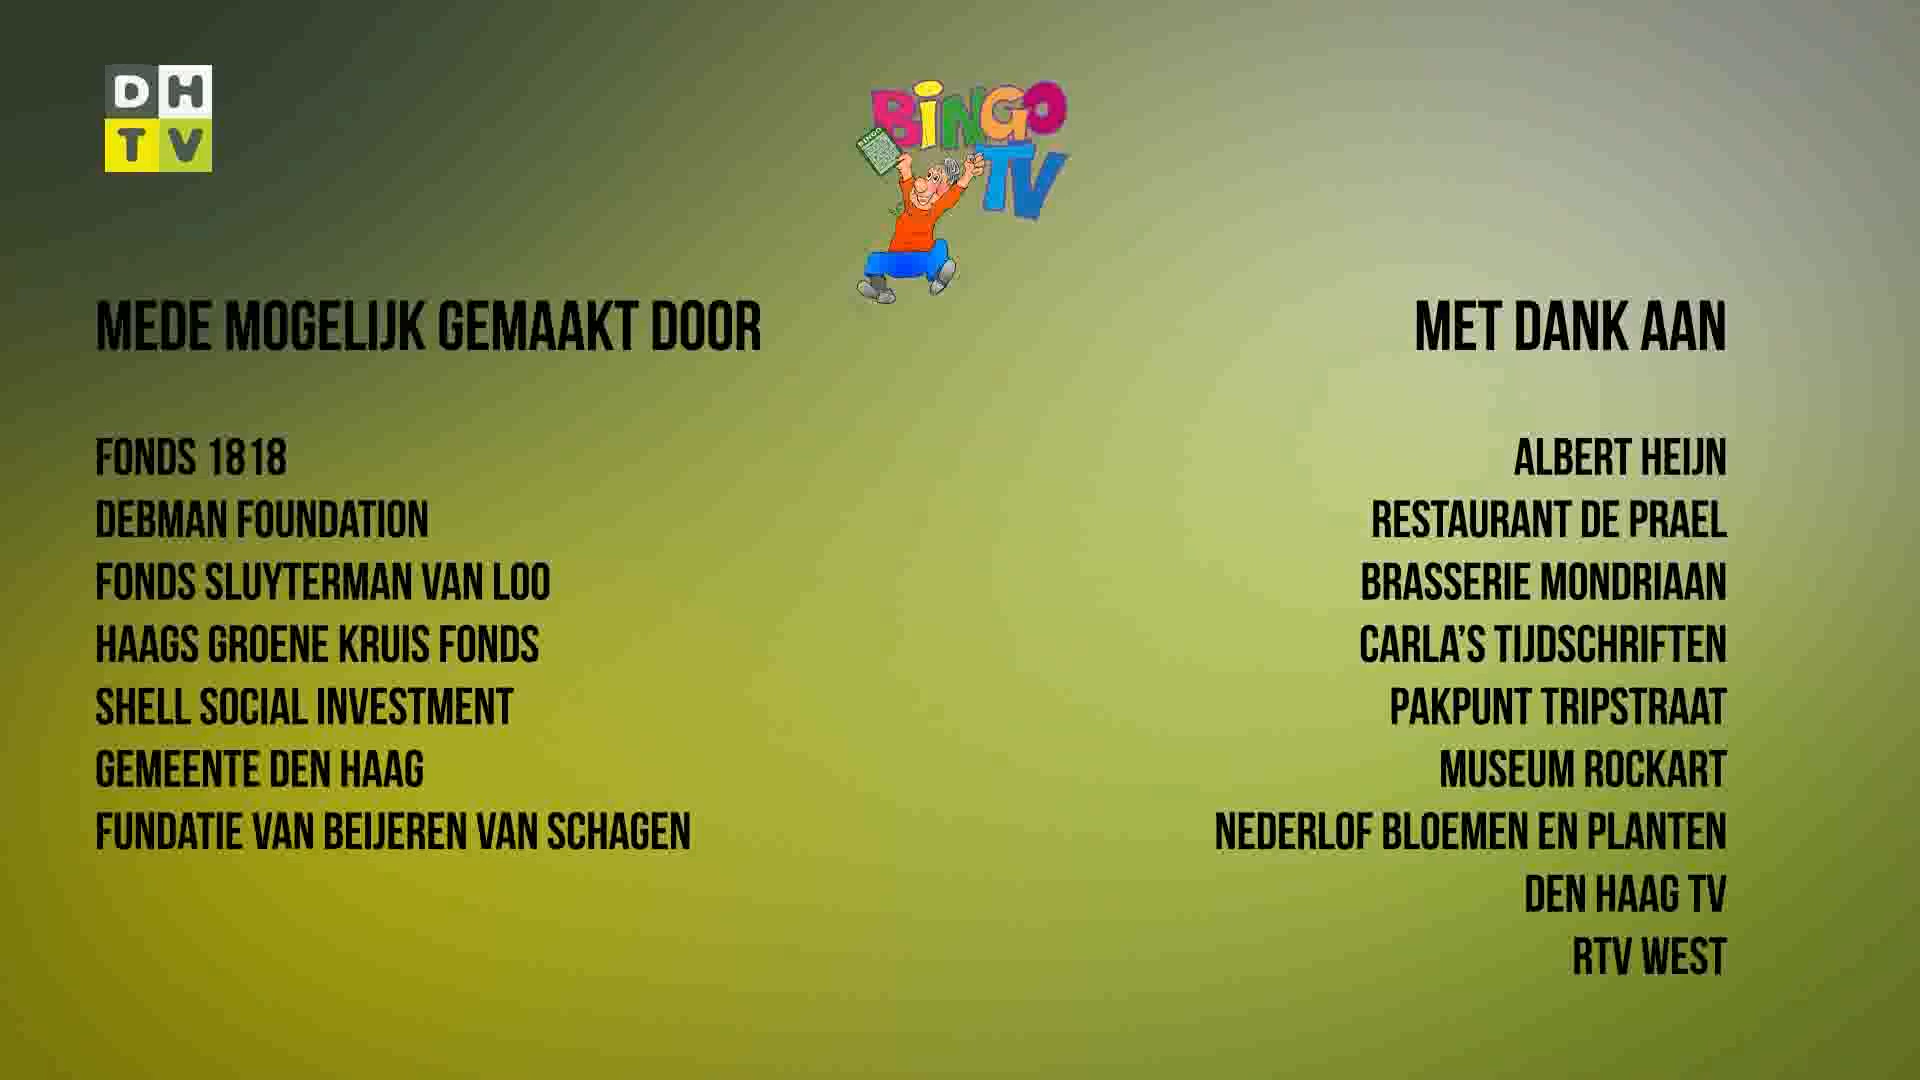 DH
TV
BINGO
TV
BINGO
MEDE MOGELIJK GEMAAKT DOOR
FONDS 1818
DEBMAN FOUNDATION
FONDS SLUYTERMAN VAN LOO
HAAGS GROENE KRUIS FONDS
SHELL SOCIAL INVESTMENT
GEMEENTE DEN HAAG
FUNDATIE VAN BEIJEREN VAN SCHAGEN
MET DANK AAN
ALBERT HEIJN
RESTAURANT DE PRAEL
BRASSERIE MONDRIAAN
CARLA’S TIJDSCHRIFTEN
PAKPUNT TRIPSTRAAT
MUSEUM ROCKART
NEDERLOF BLOEMEN EN PLANTEN
DEN HAAG TV
RTV WEST